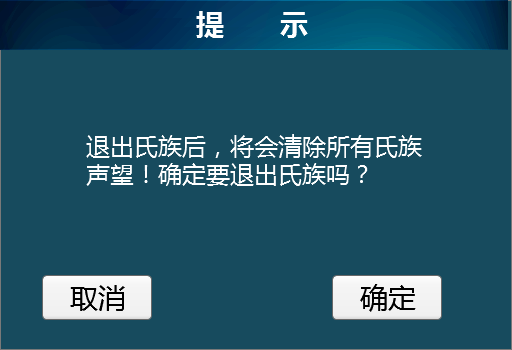 提 示
退出氏族后，将会清除所有氏族
声望！确定要退出氏族吗？
取消 确定